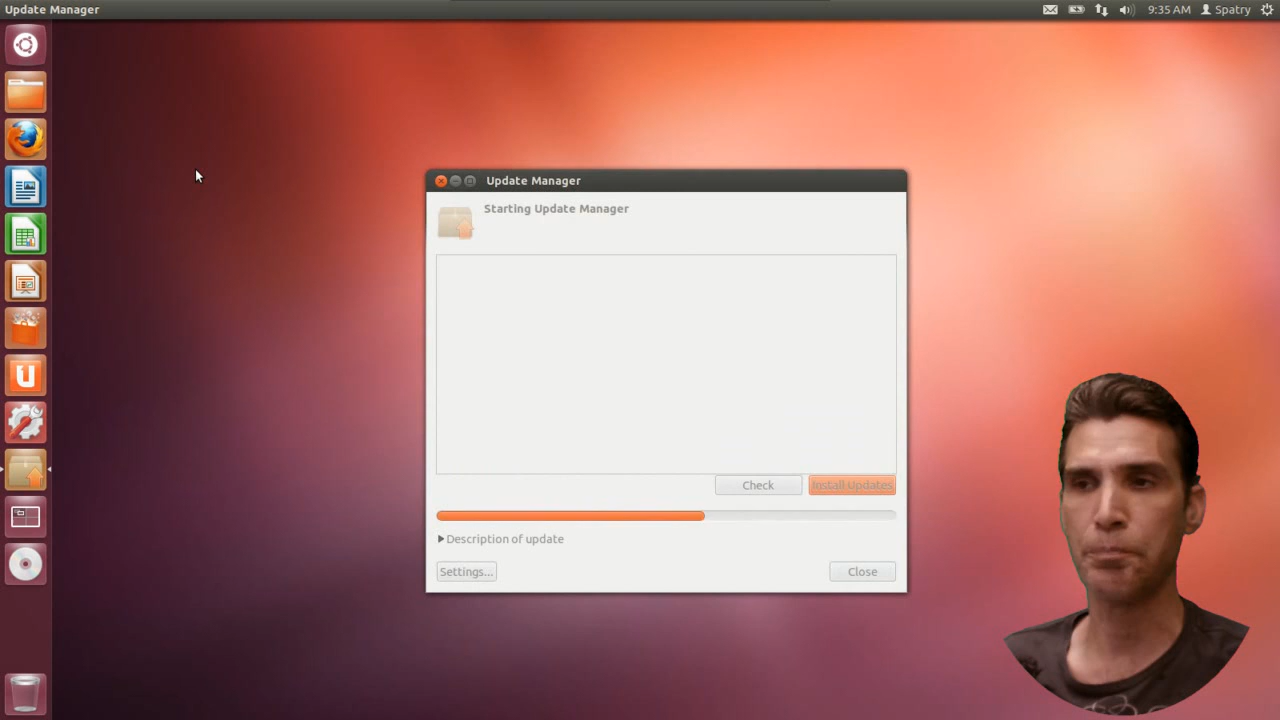 Update Manager
9:35 AM Spatry
Update Manager
Starting Update Manager
Check Install Updates
Description of update
Settings... Close